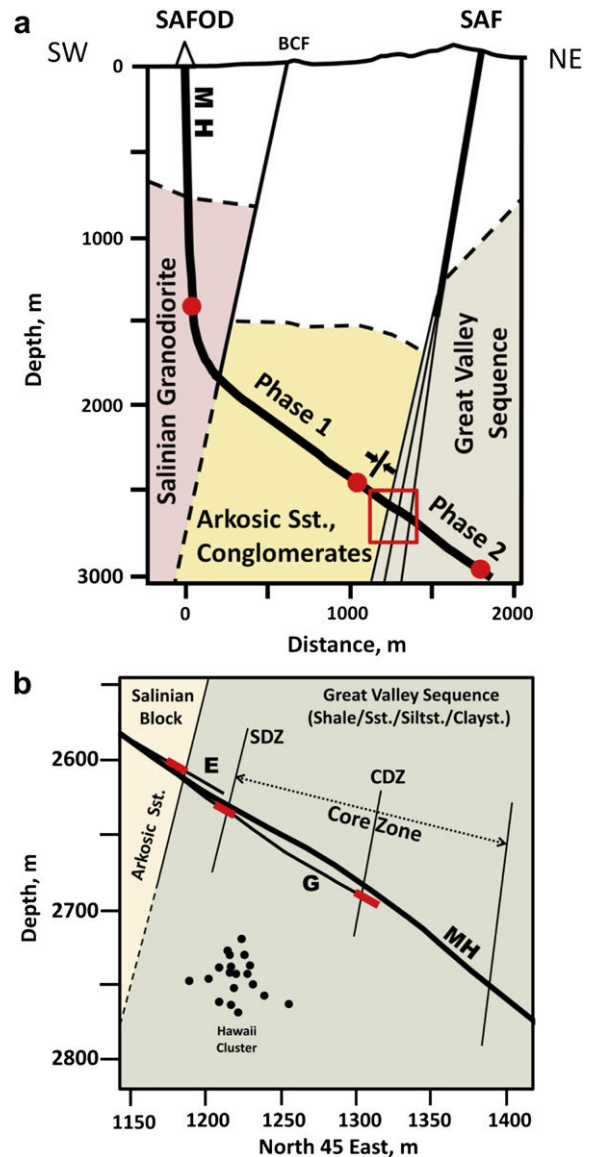 a
SAFOD
SAF
SW
BCF
NE
0
M H
1000
2000
3000
Depth, m
Salinian Granodiorite
Phase 1
Arkosic Sst.,
Conglomerates
Great Valley
Sequence
Phase 2
0
1000
2000
Distance, m
b
Salinian
Block
Great Valley Sequence
(Shale/Sst./Siltst./Clayst.)
SDZ
E
CDZ
Core Zone
Arkosic Sst.
G
MH
Hawaii
Cluster
2600
2700
2800
Depth, m
1150
1200
1250
1300
1350
1400
North 45 East, m